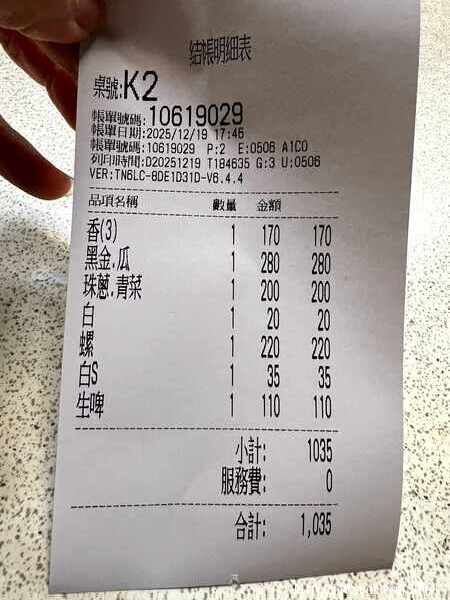 結帳明細表
桌號:K2
帳單號碼:10619029
帳單日期:2025/12/19 17:46
帳單號碼:10619029 P:2 E:0506 A1C0
列印時間:D20251219 T184635 G:3 U:0506
VER:TN6LC-8DE1D31D-V6.4.4
品項名稱 數量 金額
香(3) 1 170 170
黑金.瓜 1 280 280
珠蔥.青菜 1 200 200
白 1 20 20
螺 1 220 220
白S 1 35 35
生啤 1 110 110
小計: 1035
服務費: 0
合計: 1,035